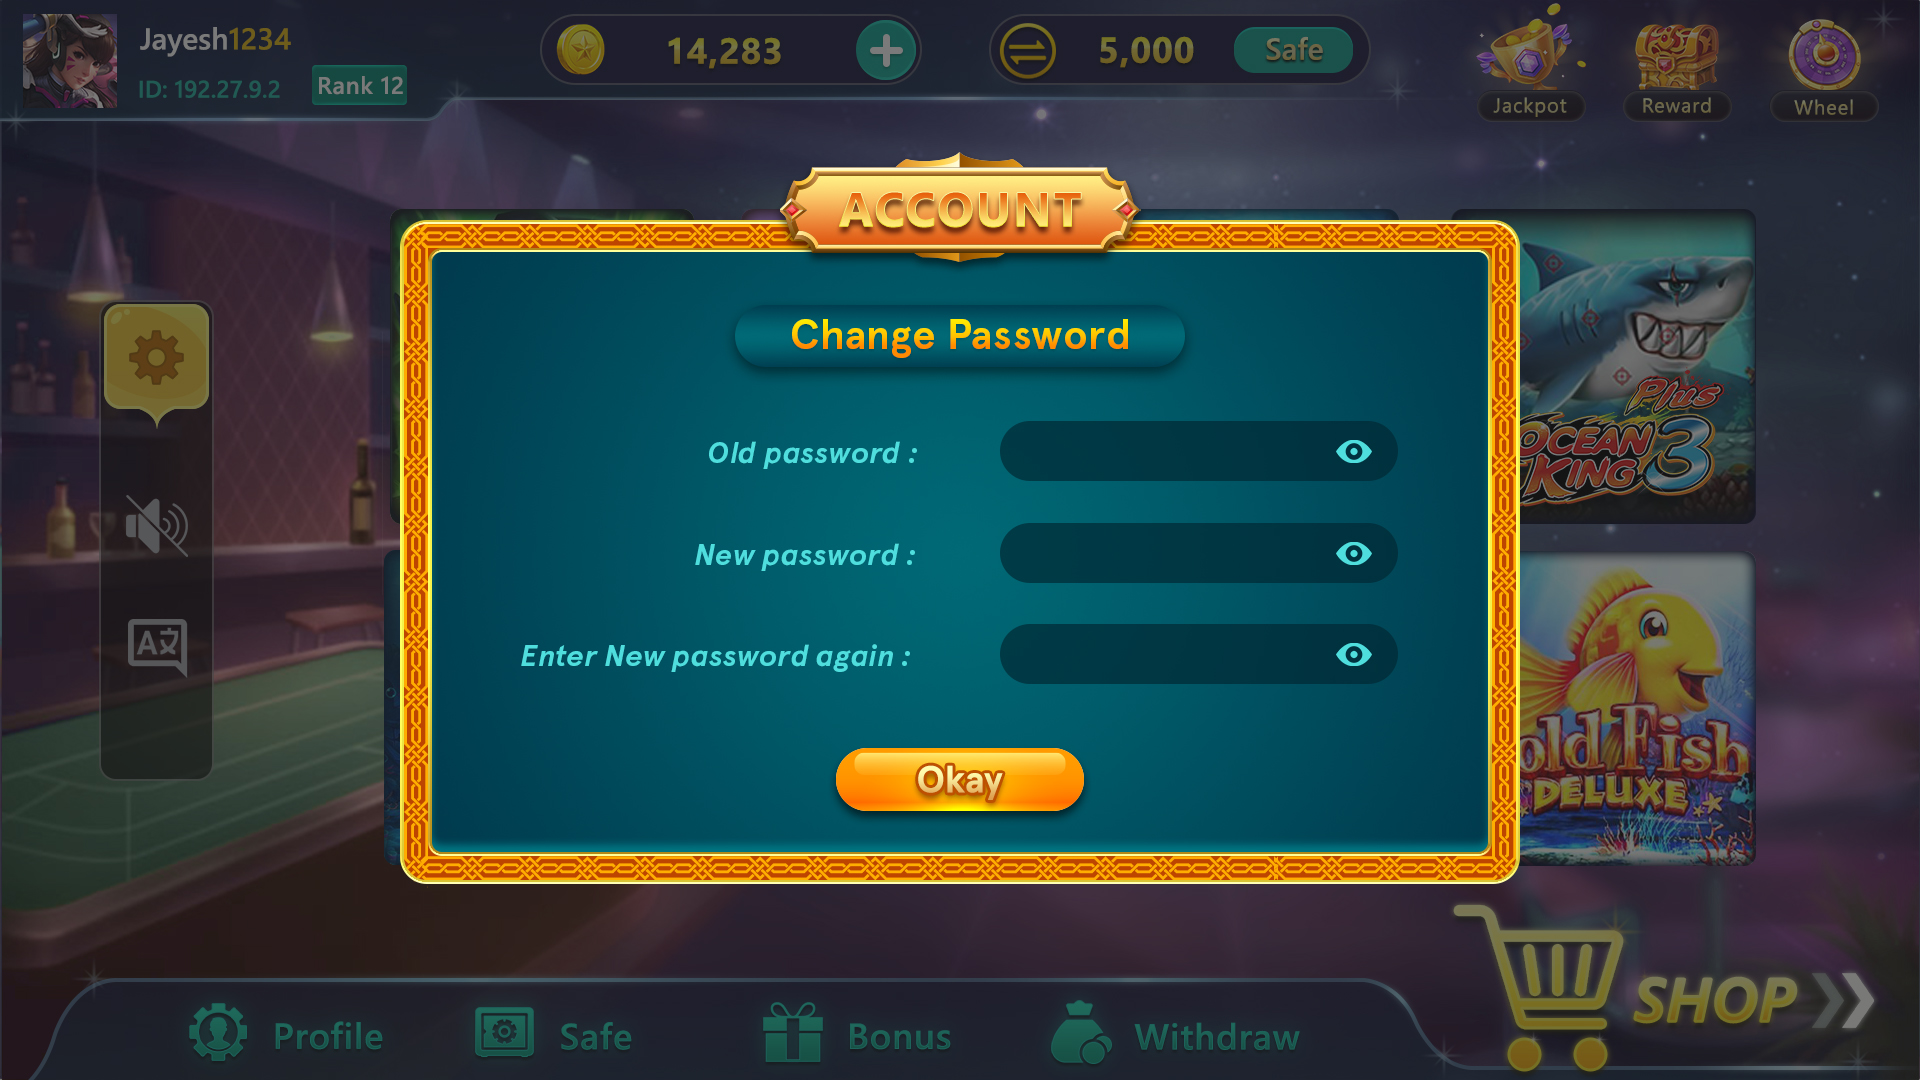 Jayesh1234
ID: 192.27.9.2
Rank 12
14,283
5,000
Safe
Jackpot
Reward
Wheel
ACCOUNT
Change Password
Old password :
New password :
Enter New password again :
Okay
Plus
OCEAN
KING 3
old Fish
DELUXE
A文
SHOP
Profile
Safe
Bonus
Withdraw